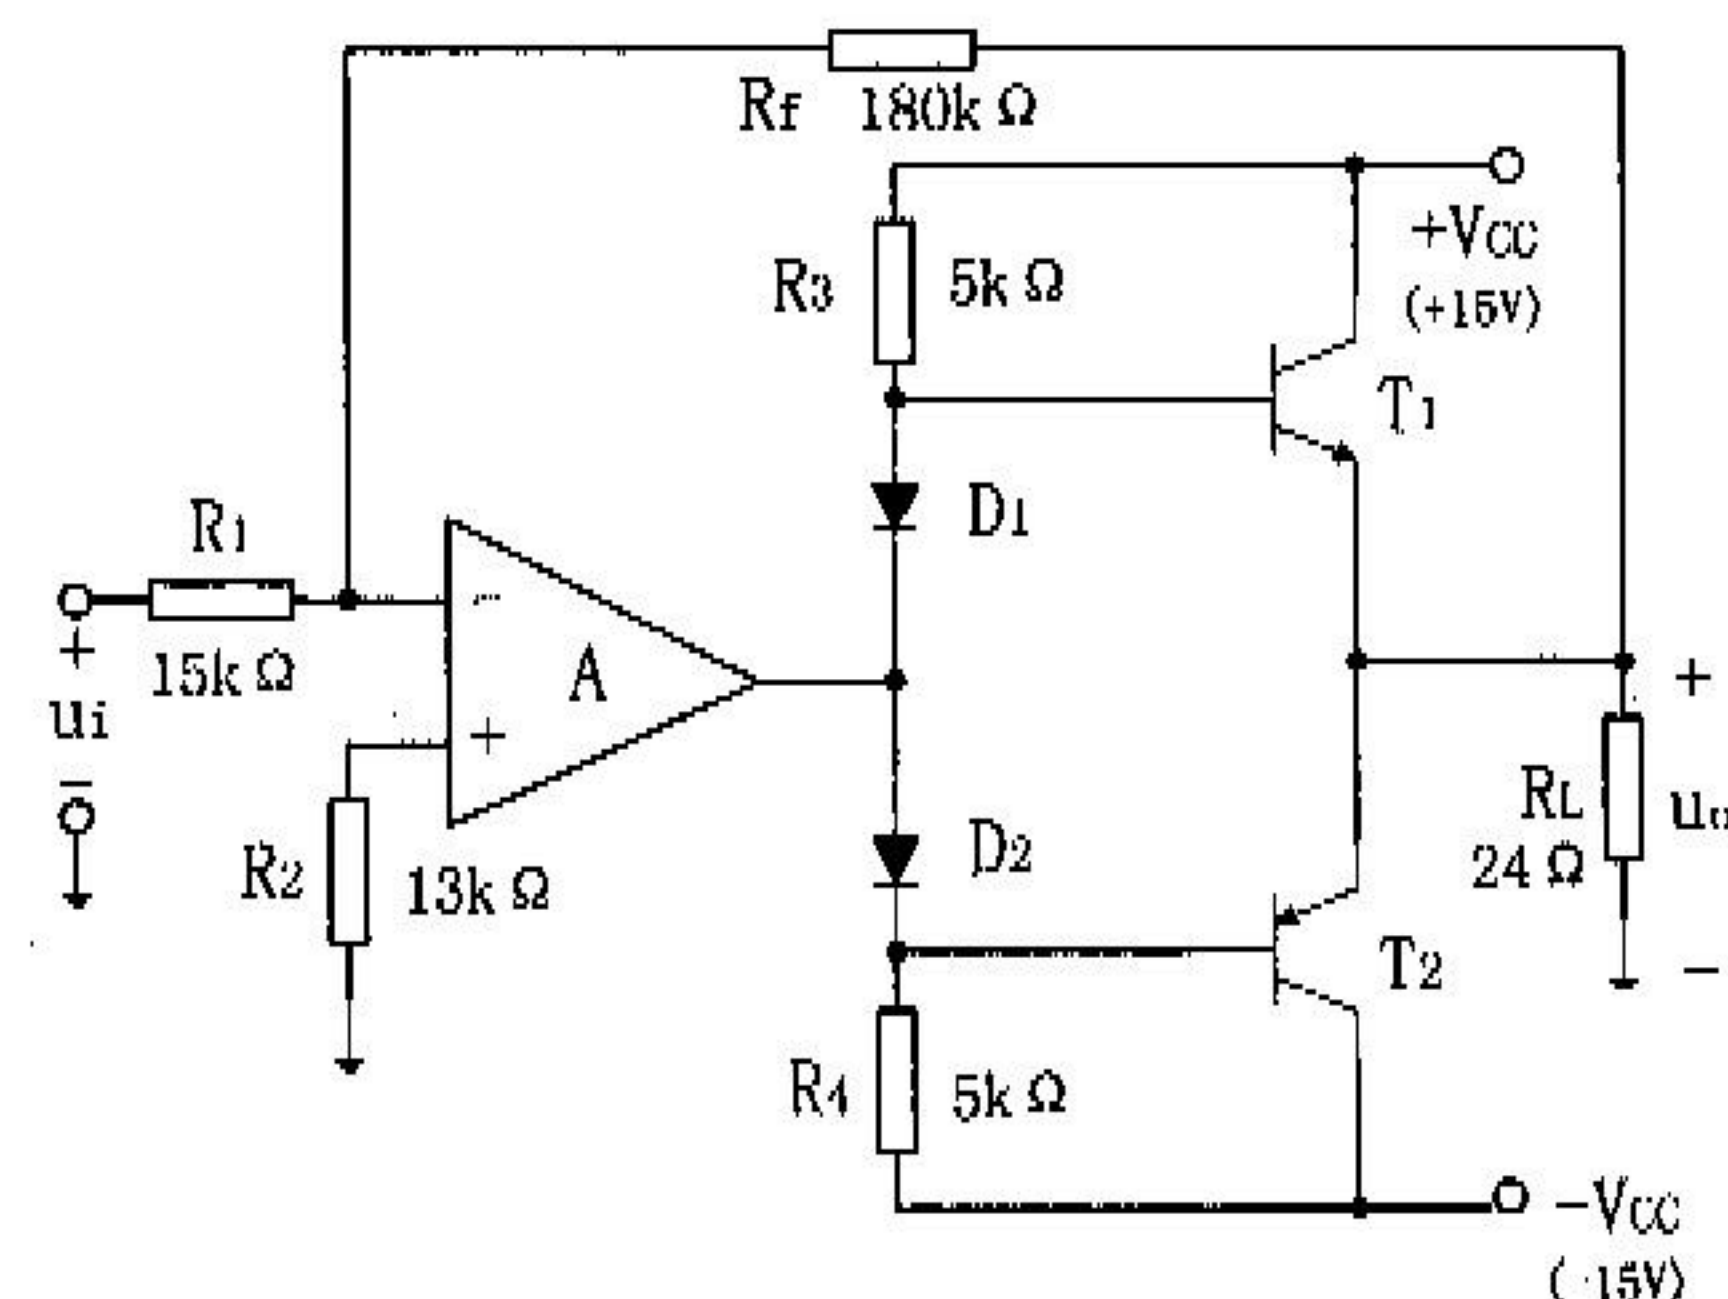 Rf 180kΩ
+VCC
(+15V)
R3 5kΩ
T1
D1
R1
15kΩ
-
A
+
+
ui
-
R2 13kΩ
D2
+
RL
24Ω
-
T2
R4 5kΩ
-VCC
15V)